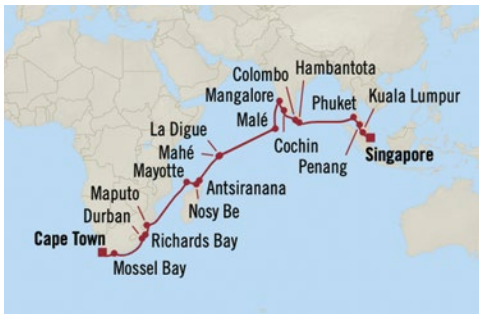 Colombo
Hambantota
Mangalore
Phuket
Kuala Lumpur
La Digue
Malé
Mahé
Cochin
Penang
Singapore
Mayotte
Antsiranana
Maputo
Nosy Be
Durban
Cape Town
Richards Bay
Mossel Bay